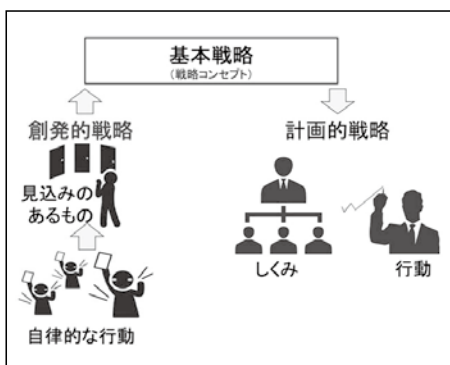 基本戦略
(戦略コンセプト)
創発的戦略
計画的戦略
見込みの
あるもの
しくみ
行動
自律的な行動